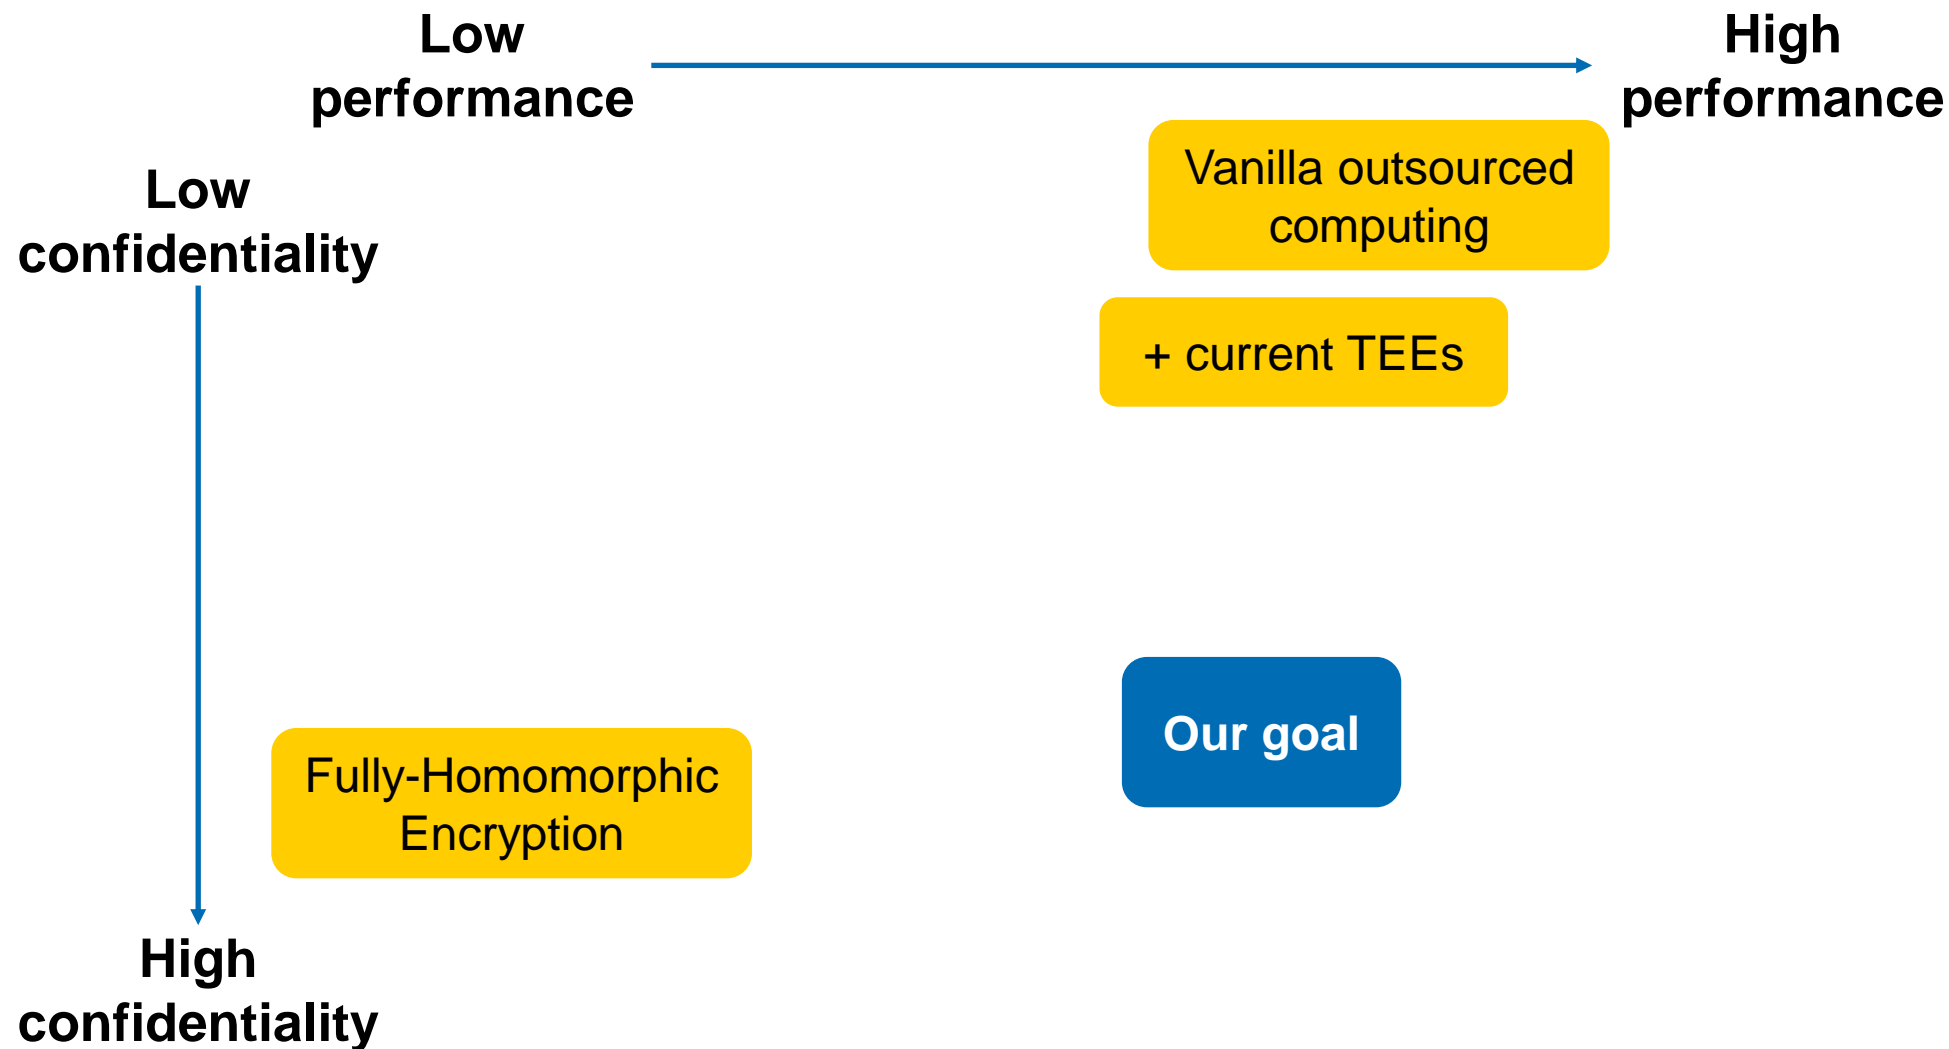 Low
performance
High
performance
Low
confidentiality
Vanilla outsourced
computing
+ current TEEs
Our goal
Fully-Homomorphic
Encryption
High
confidentiality